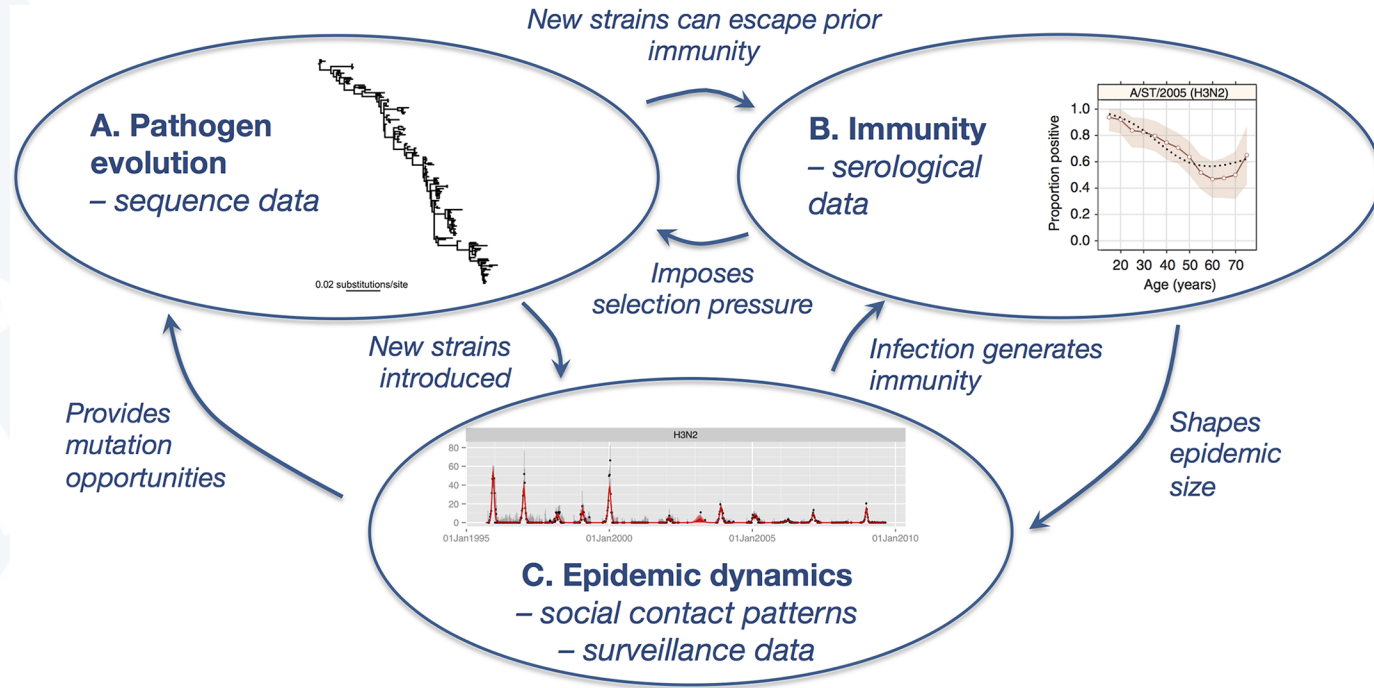 New strains can escape prior
immunity
A. Pathogen
evolution
– sequence data
0.02 substitutions/site
B. Immunity
– serological
data
A/ST/2005 (H3N2)
Proportion positive
1.0
0.8
0.6
0.4
0.2
0.0
20 30 40 50 60 70
Age (years)
Imposes
selection pressure
New strains
introduced
Infection generates
immunity
Provides
mutation
opportunities
Shapes
epidemic
size
H3N2
80
60
40
20
0
01Jan1995 01Jan2000 01Jan2005 01Jan2010
C. Epidemic dynamics
– social contact patterns
– surveillance data